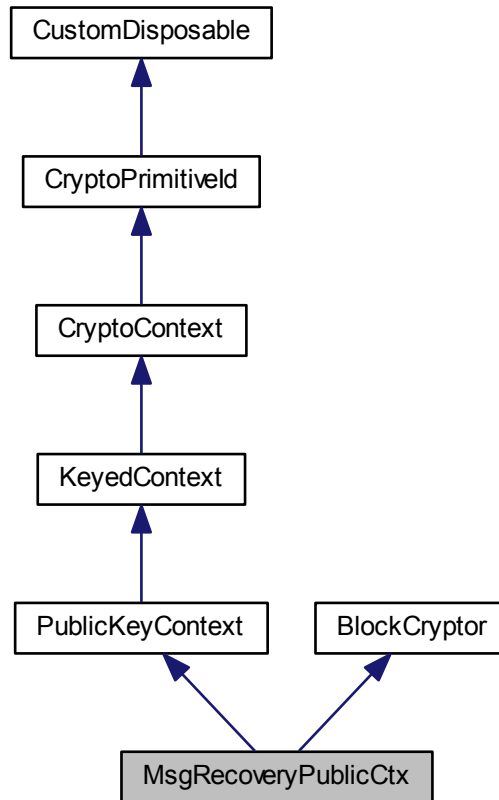 CustomDisposable
CryptoPrimitiveId
CryptoContext
KeyedContext
PublicKeyContext
BlockCryptor
MsgRecoveryPublicCtx